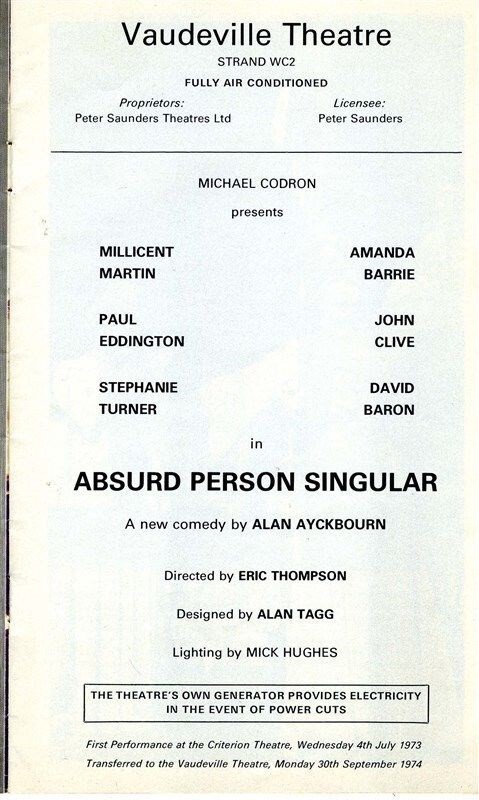 Vaudeville Theatre
STRAND WC2
FULLY AIR CONDITIONED
Proprietors:
Peter Saunders Theatres Ltd
Licensee:
Peter Saunders
MICHAEL CODRON
presents
MILLICENT
MARTIN
AMANDA
BARRIE
PAUL
EDDINGTON
JOHN
CLIVE
STEPHANIE
TURNER
DAVID
BARON
in
ABSURD PERSON SINGULAR
A new comedy by ALAN AYCKBOURN
Directed by ERIC THOMPSON
Designed by ALAN TAGG
Lighting by MICK HUGHES
THE THEATRE'S OWN GENERATOR PROVIDES ELECTRICITY
IN THE EVENT OF POWER CUTS
First Performance at the Criterion Theatre, Wednesday 4th July 1973
Transferred to the Vaudeville Theatre, Monday 30th September 1974